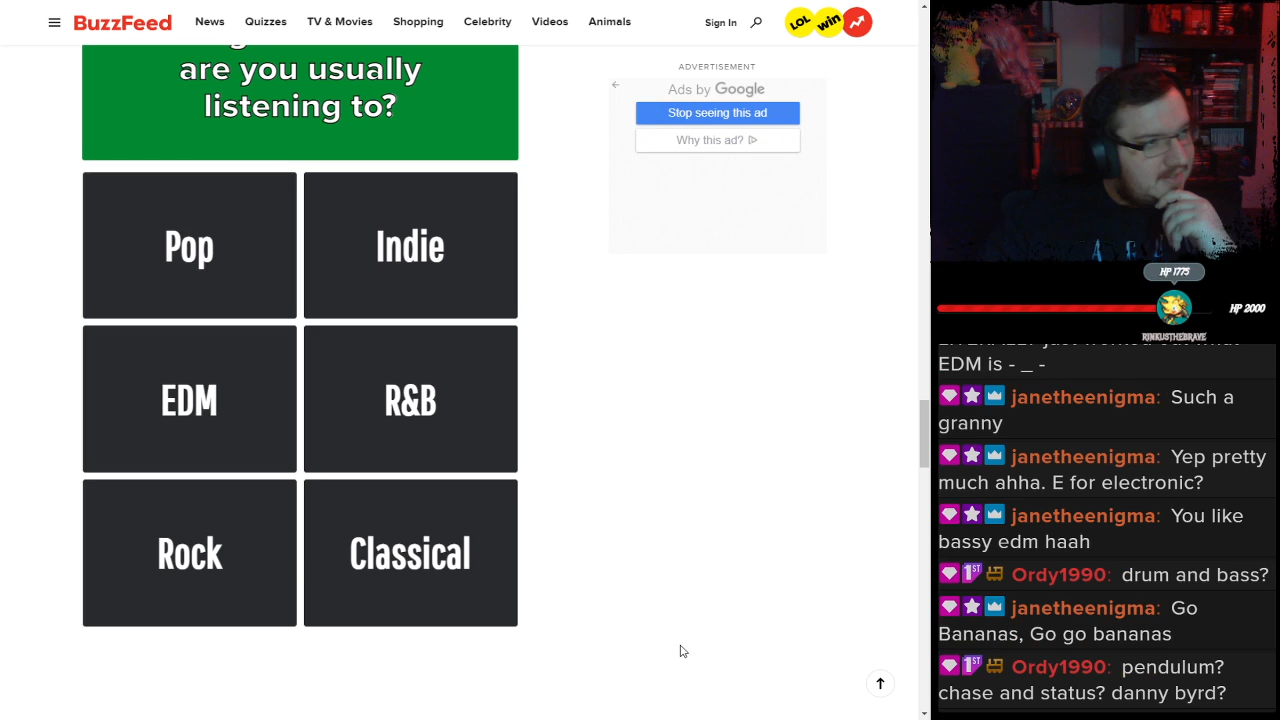 BuzzFeed
News
Quizzes
TV & Movies
Shopping
Celebrity
Videos
Animals
Sign In
LOL
win
are you usually
listening to?
Pop
Indie
EDM
R&B
Rock
Classical
ADVERTISEMENT
Ads by Google
Stop seeing this ad
Why this ad?
HP 1775
HP 2000
RINKUSTHEBRAVE
EDM is - _ -
janetheenigma: Such a
granny
janetheenigma: Yep pretty
much ahha. E for electronic?
janetheenigma: You like
bassy edm haah
1ST Ordy1990: drum and bass?
janetheenigma: Go
Bananas, Go go bananas
1ST Ordy1990: pendulum?
chase and status? danny byrd?